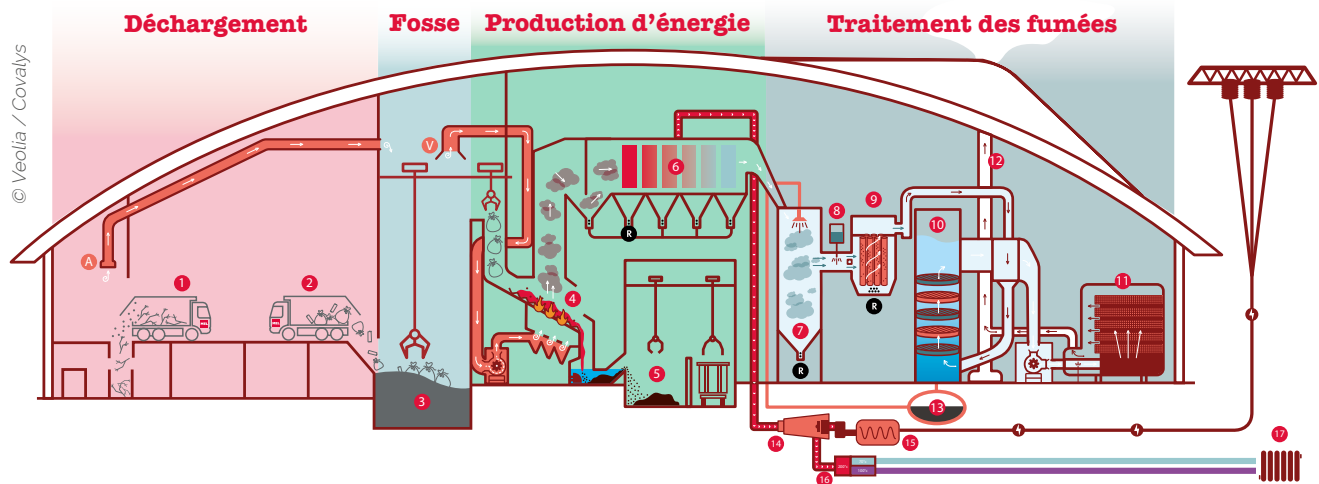 Déchargement
Fosse
Production d'énergie
Traitement des fumées
© Veolia / Covalys
A
V
1
2
3
4
5
6
R
7
R
8
9
R
10
11
12
13
14
15
16
17
100%